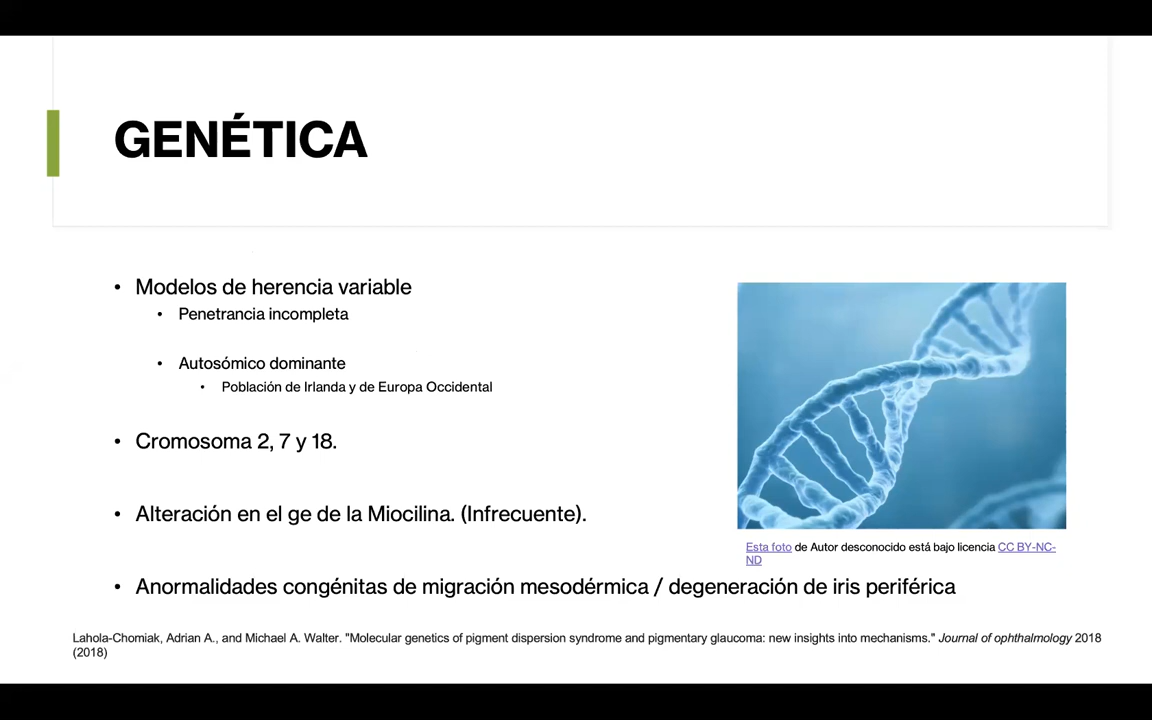 GENÉTICA
• Modelos de herencia variable
• Penetrancia incompleta
• Autosómico dominante
• Población de Irlanda y de Europa Occidental
• Cromosoma 2, 7 y 18.
• Alteración en el ge de la Miocilina. (Infrecuente).
Esta foto de Autor desconocido está bajo licencia CC BY-NC-
ND
• Anormalidades congénitas de migración mesodérmica / degeneración de iris periférica
Lahola-Chomiak, Adrian A., and Michael A. Walter. "Molecular genetics of pigment dispersion syndrome and pigmentary glaucoma: new insights into mechanisms." Journal of ophthalmology 2018
(2018)